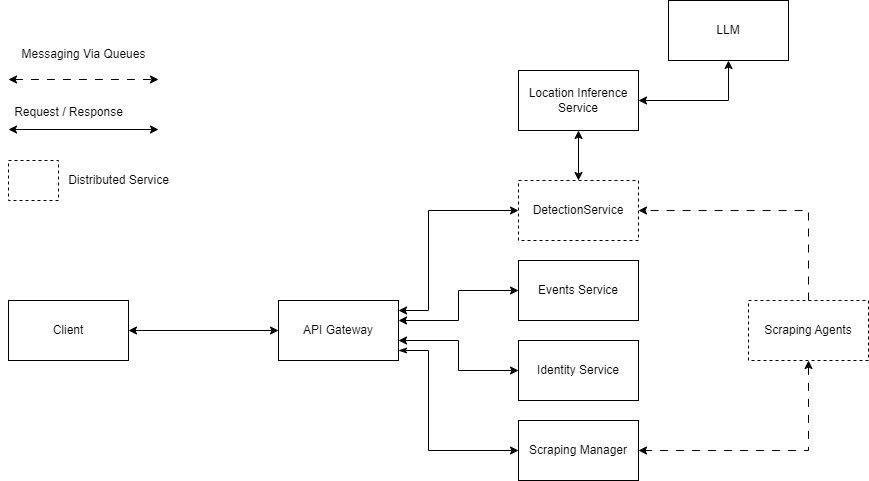 LLM
Messaging Via Queues
Location Inference
Service
Request / Response
Distributed Service
DetectionService
Events Service
Client
API Gateway
Scraping Agents
Identity Service
Scraping Manager